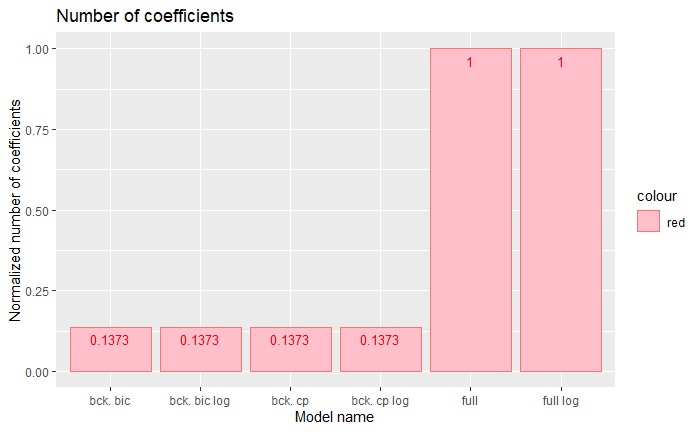 Number of coefficients
Normalized number of coefficients
1.00
0.75
0.50
0.25
0.00
1
1
0.1373
0.1373
0.1373
0.1373
bck. bic
bck. bic log
bck. cp
bck. cp log
full
full log
Model name
colour
red